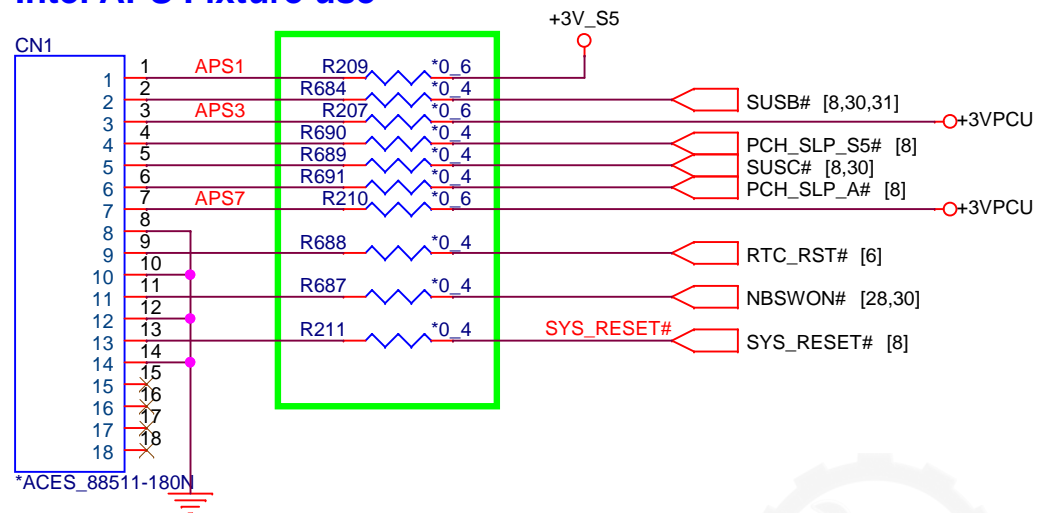 Intel APS Fixture use
+3V_S5
CN1
1 1 APS1 R209 *0_6
2 2 R684 *0_4 SUSB# [8,30,31]
3 3 APS3 R207 *0_6 +3VPCU
4 4 R690 *0_4 PCH_SLP_S5# [8]
5 5 R689 *0_4 SUSC# [8,30]
6 6 R691 *0_4 PCH_SLP_A# [8]
7 7 APS7 R210 *0_6 +3VPCU
8 8
9 9 R688 *0_4 RTC_RST# [6]
10 10
11 11 R687 *0_4 NBSWON# [28,30]
12 12
13 13 R211 *0_4 SYS_RESET# SYS_RESET# [8]
14 14
15 15
16 16
17 17
18 18
*ACES_88511-180N